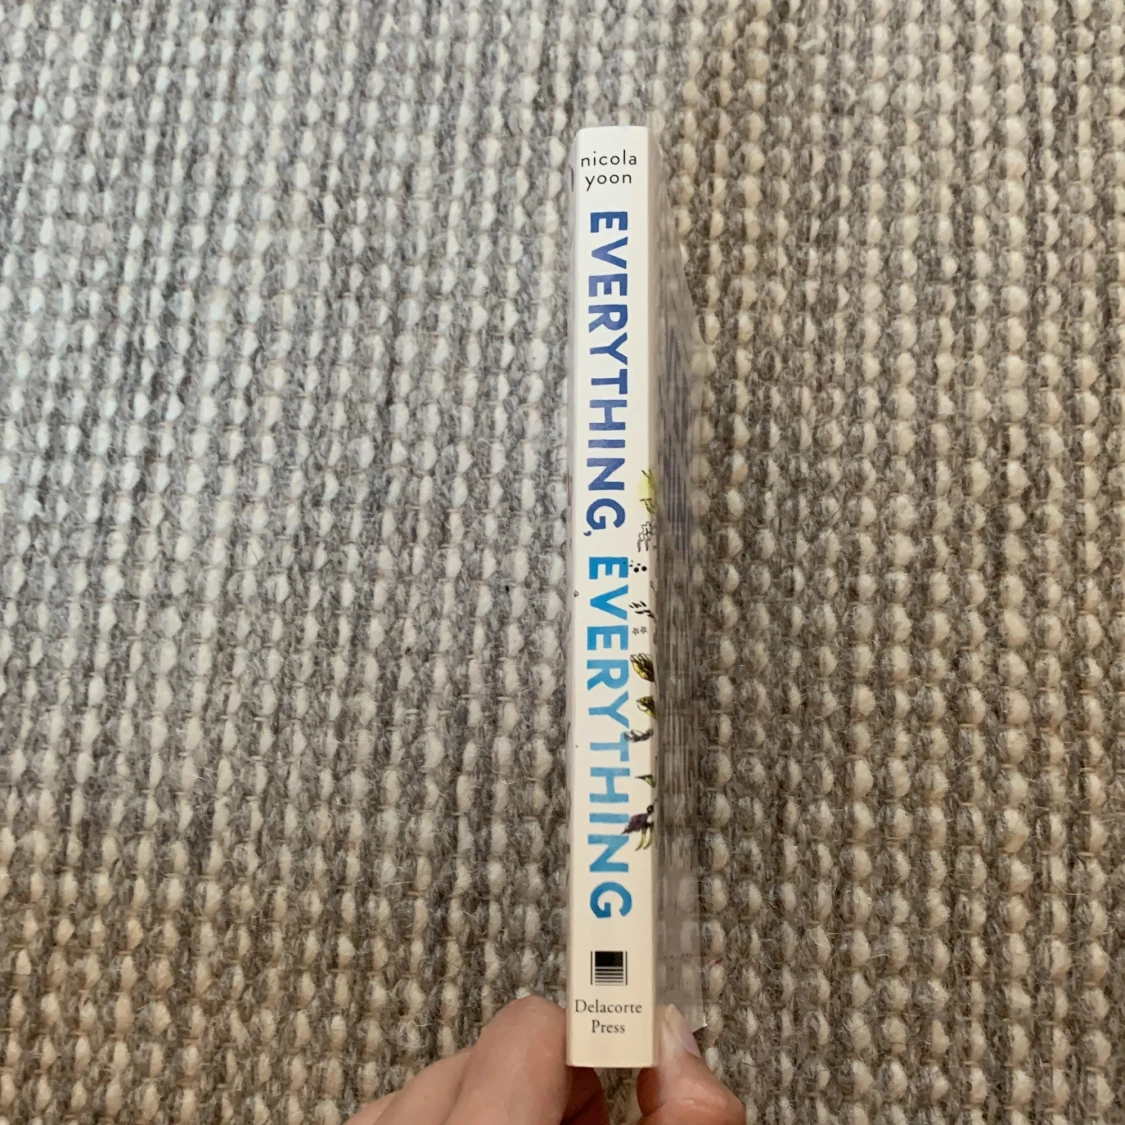 nicola
yoon
EVERYTHING, EVERYTHING
Delacorte
Press